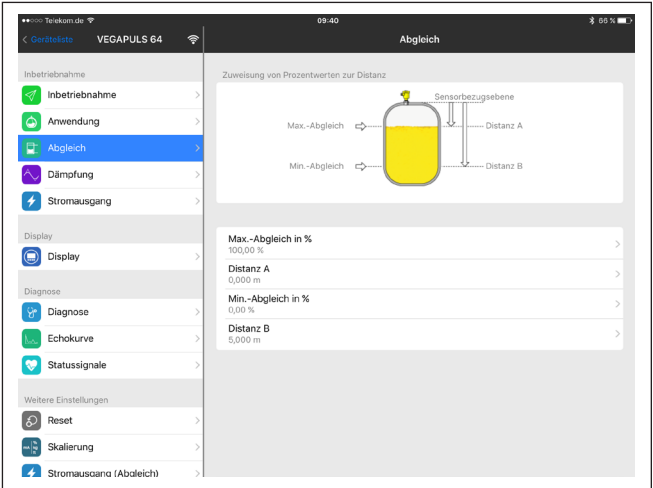 Telekom.de 09:40 66 %
< Geräteliste VEGAPULS 64 Abgleich
Inbetriebnahme
Inbetriebnahme
Anwendung
Abgleich
Dämpfung
Stromausgang
Display
Display
Diagnose
Diagnose
Echokurve
Statussignale
Weitere Einstellungen
Reset
Skalierung
Stromausgang (Abgleich)
Zuweisung von Prozentwerten zur Distanz
Sensorbezugsebene
Max.-Abgleich Distanz A
Min.-Abgleich Distanz B
Max.-Abgleich in %
100,00 %
Distanz A
0,000 m
Min.-Abgleich in %
0,00 %
Distanz B
5,000 m